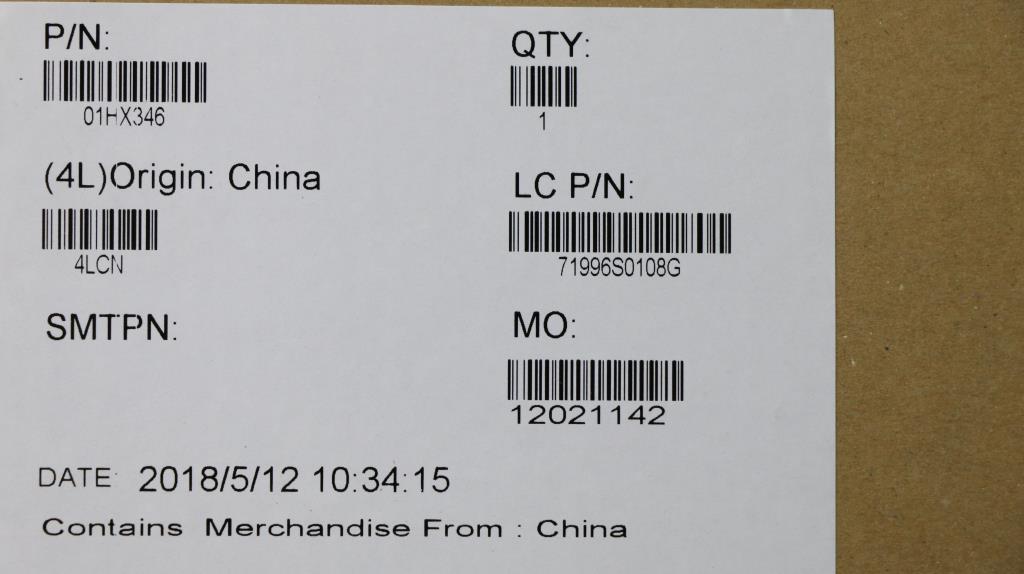 P/N:
01HX346
QTY:
1
(4L)Origin: China
4LCN
LC P/N:
71996S0108G
SMTPN:
MO:
12021142
DATE: 2018/5/12 10:34:15
Contains Merchandise From : China